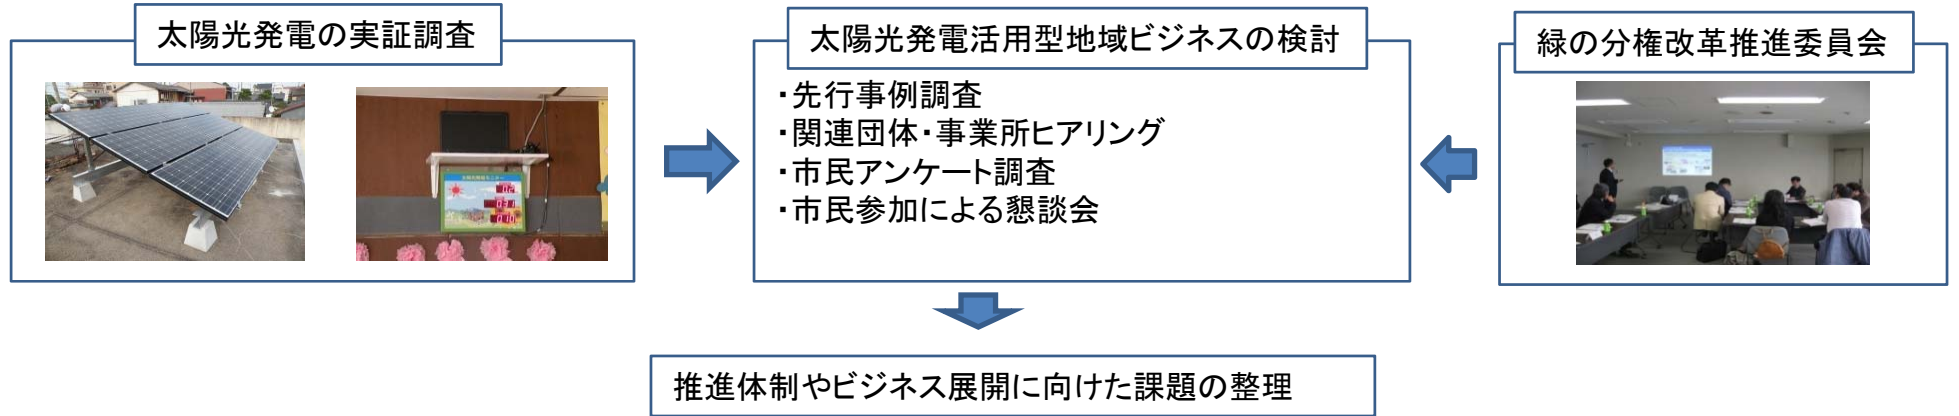 太陽光発電の実証調査
太陽光発電活用型地域ビジネスの検討
・先行事例調査
・関連団体・事業所ヒアリング
・市民アンケート調査
・市民参加による懇談会
緑の分権改革推進委員会
推進体制やビジネス展開に向けた課題の整理